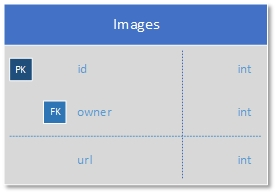 Images
PK id int
FK owner int
url int